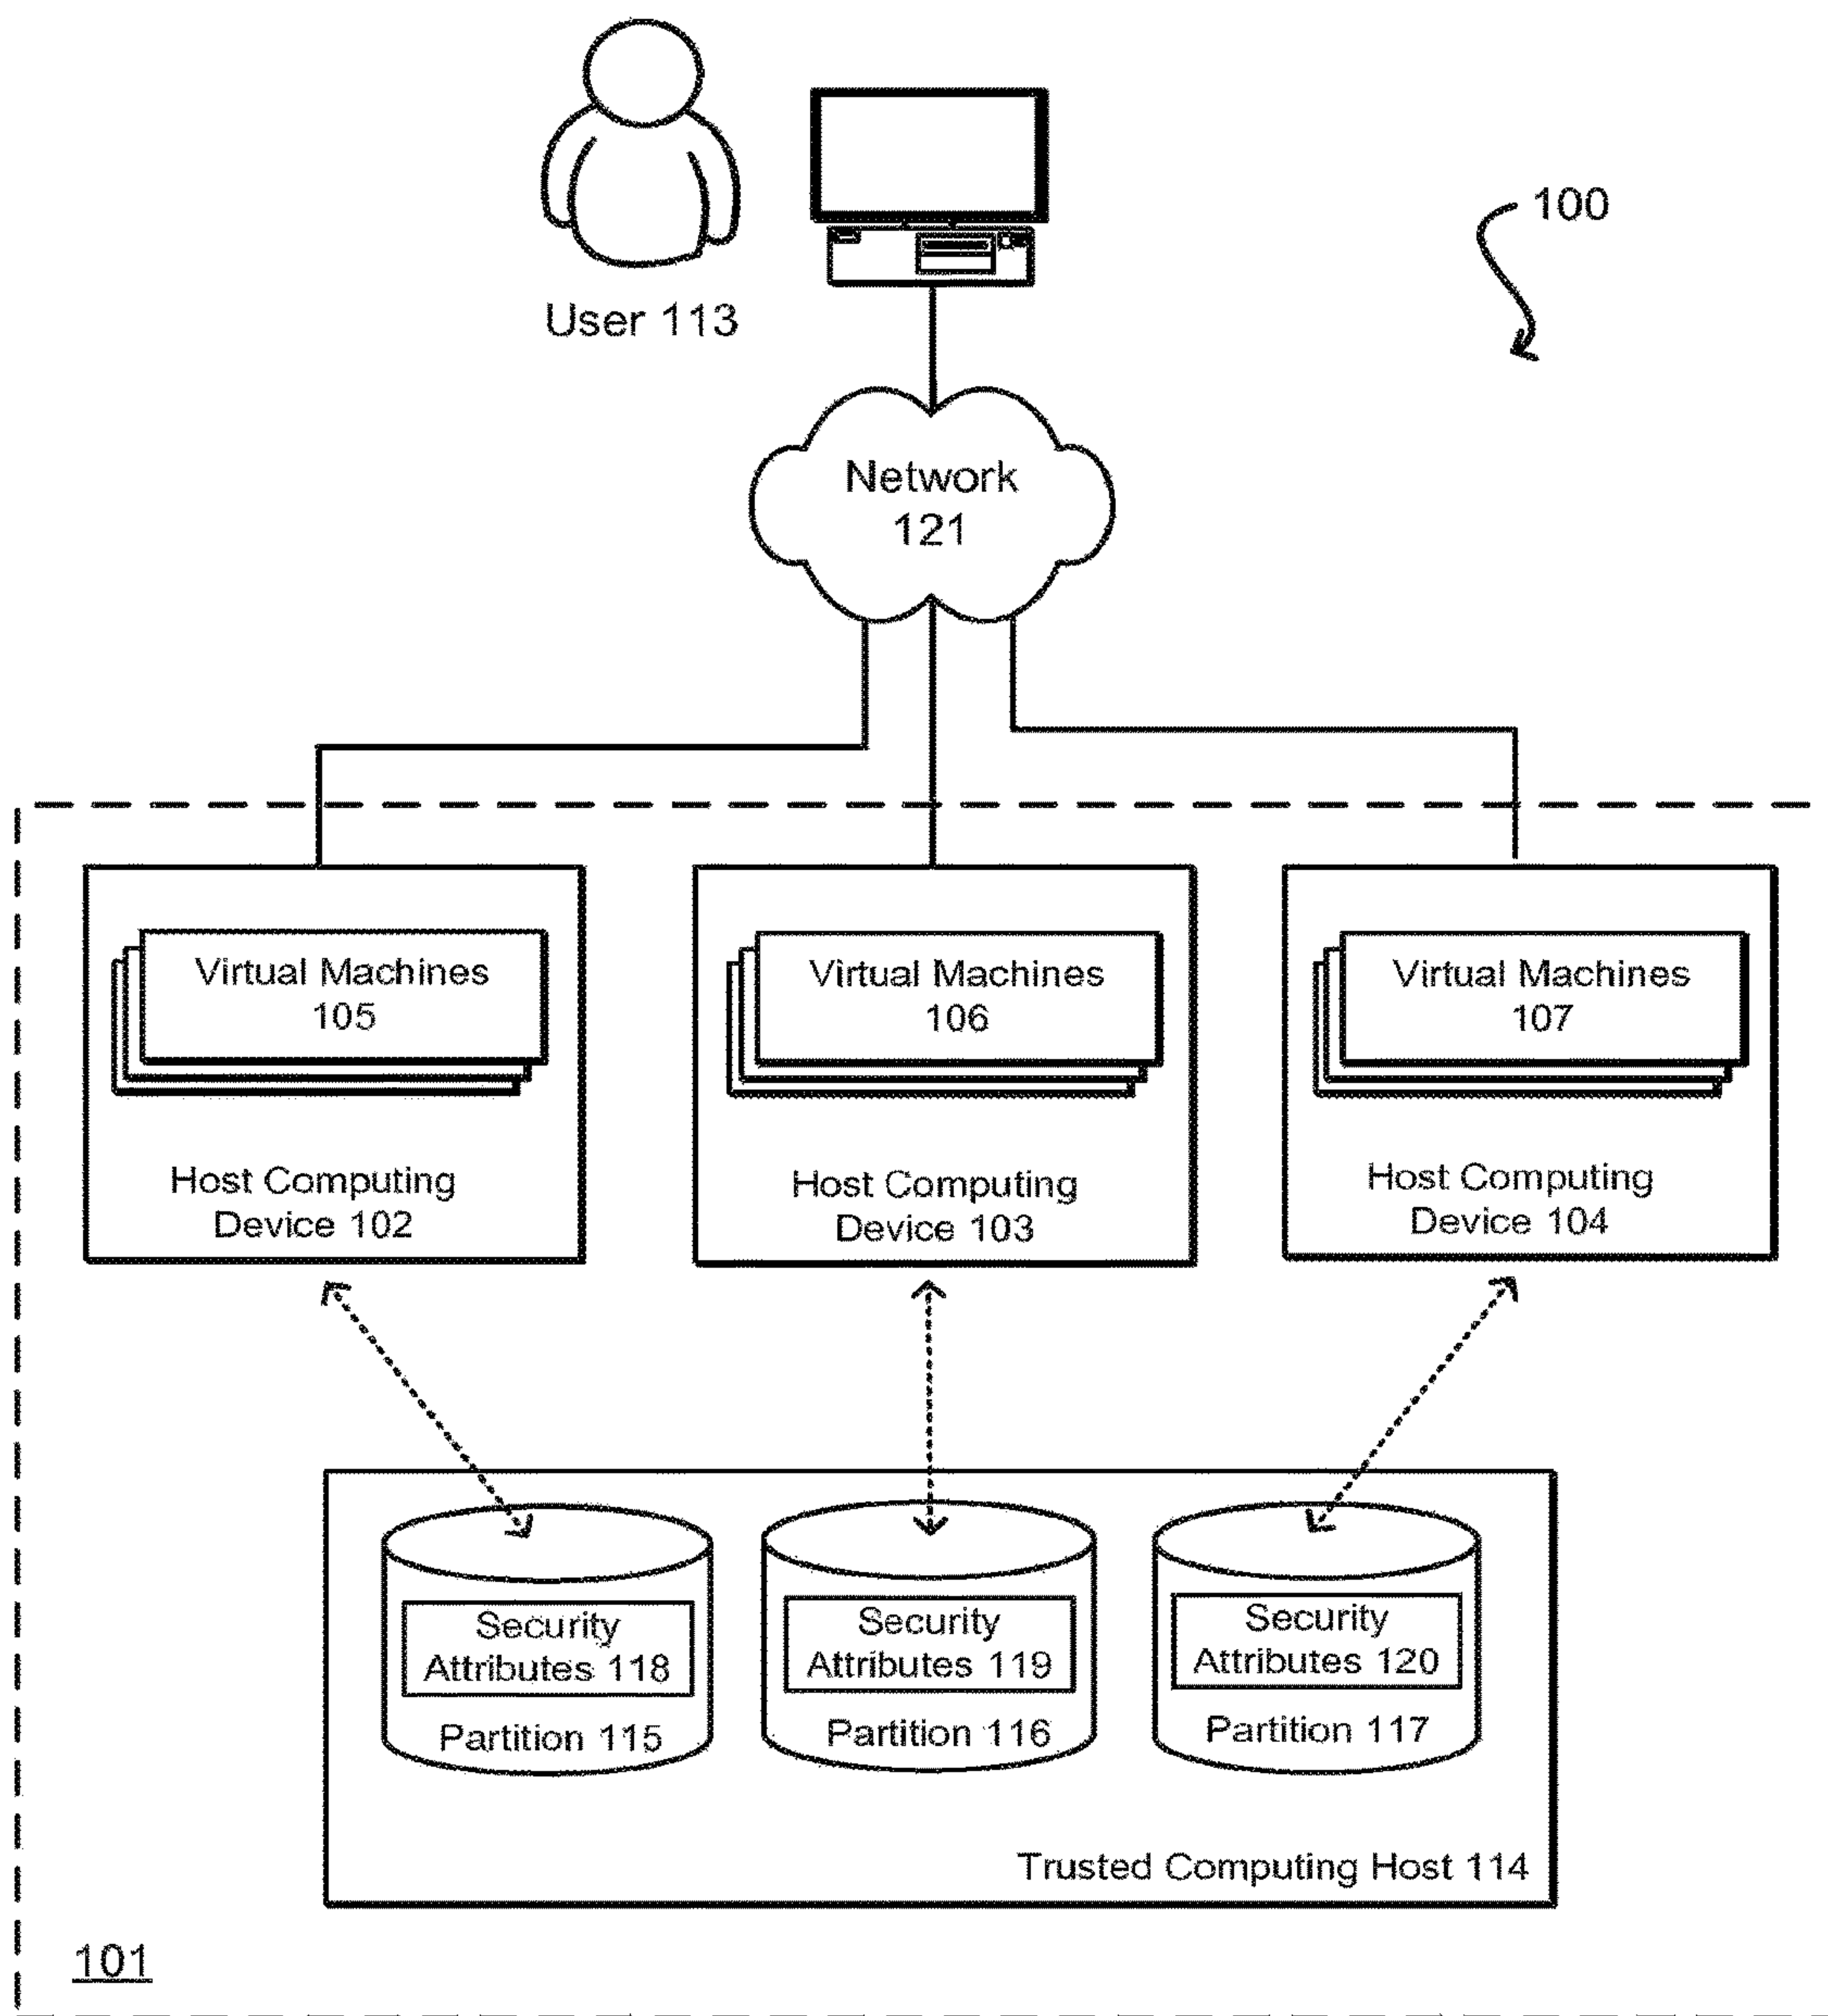 100
User 113
Network
121
Virtual Machines
105
Host Computing
Device 102
Virtual Machines
106
Host Computing
Device 103
Virtual Machines
107
Host Computing
Device 104
Security
Attributes 118
Partition 115
Security
Attributes 119
Partition 116
Security
Attributes 120
Partition 117
Trusted Computing Host 114
101